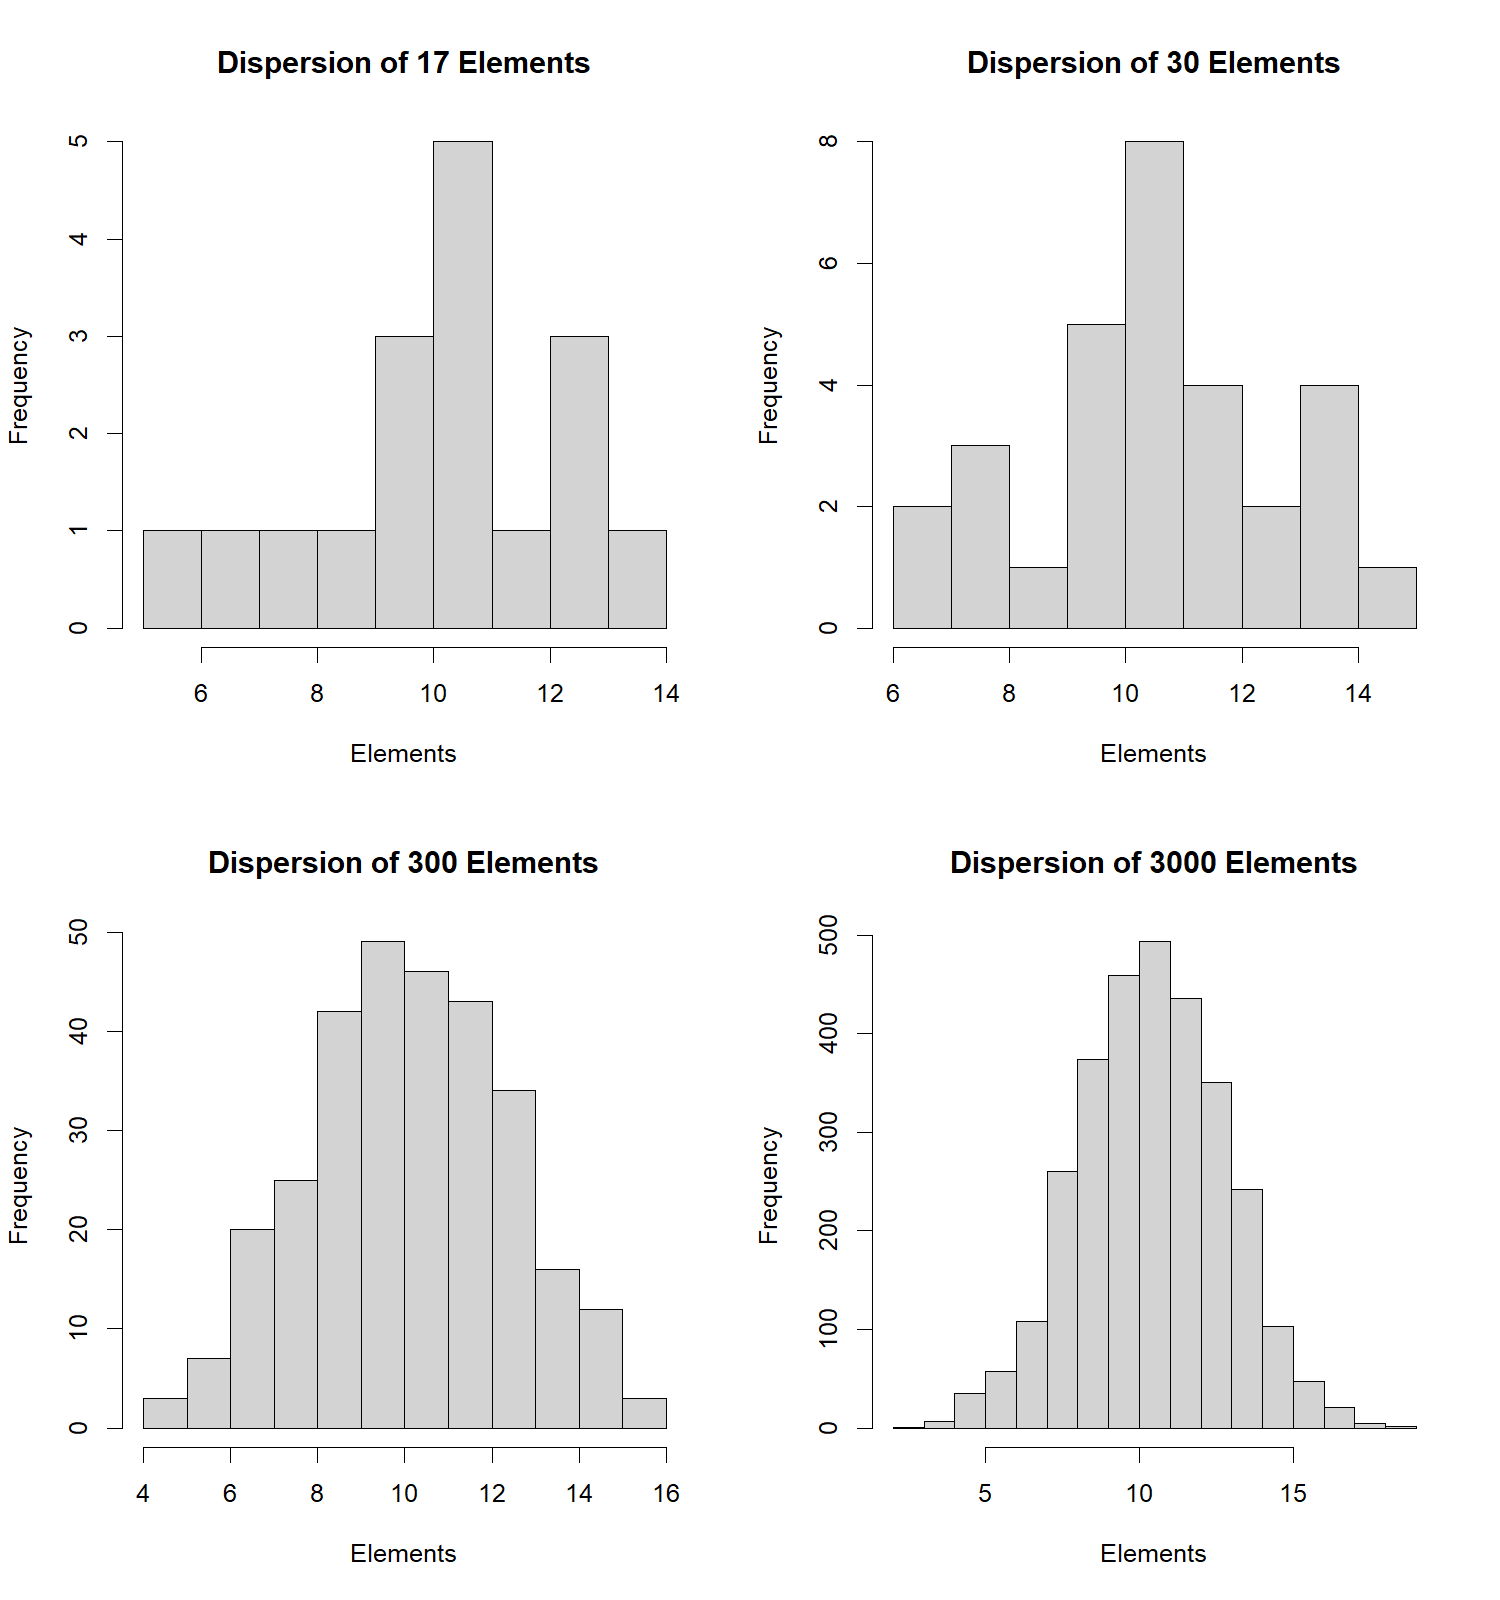 Dispersion of 17 Elements
Frequency
0 1 2 3 4 5
6 8 10 12 14
Elements
Dispersion of 30 Elements
Frequency
0 2 4 6 8
6 8 10 12 14
Elements
Dispersion of 300 Elements
Frequency
0 10 20 30 40 50
4 6 8 10 12 14 16
Elements
Dispersion of 3000 Elements
Frequency
0 100 200 300 400 500
5 10 15
Elements